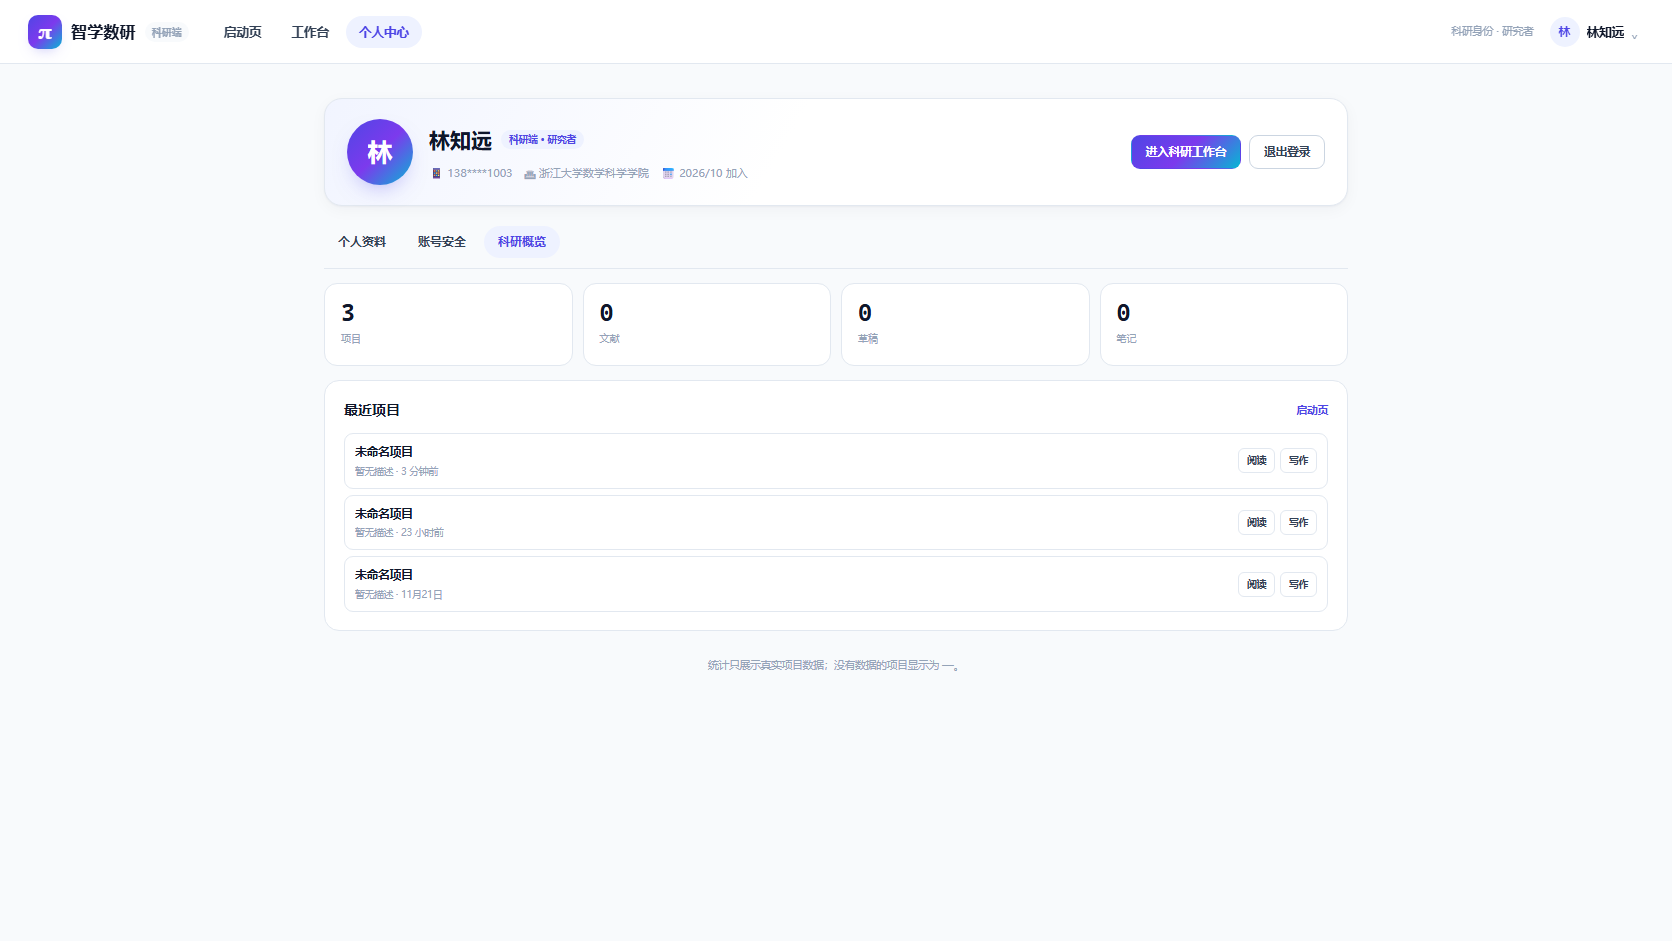 π 智学数研 科研端 启动页 工作台 个人中心 科研身份 · 研究者 林 林知远
林 林知远 科研端 • 研究者
138****1003 浙江大学数学科学学院 2026/10 加入
进入科研工作台 退出登录
个人资料 账号安全 科研概览
3 0 0 0
项目 文献 草稿 笔记
最近项目 启动页
未命名项目
暂无描述 · 3 分钟前
阅读 写作
未命名项目
暂无描述 · 23 小时前
阅读 写作
未命名项目
暂无描述 · 11月21日
阅读 写作
统计只展示真实项目数据；没有数据的项目显示为 —。